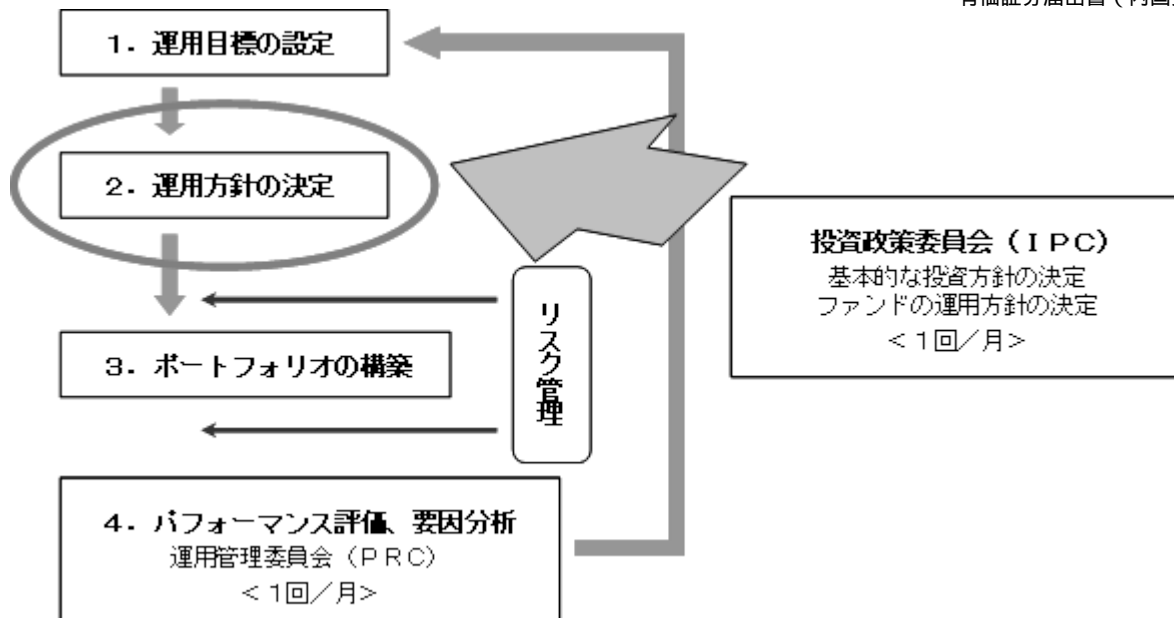 1．運用目標の設定
2．運用方針の決定
投資政策委員会（ＩＰＣ）
基本的な投資方針の決定
ファンドの運用方針の決定
＜１回／月＞
リスク管理
3．ポートフォリオの構築
4．パフォーマンス評価、要因分析
運用管理委員会（ＰＲＣ）
＜１回／月＞